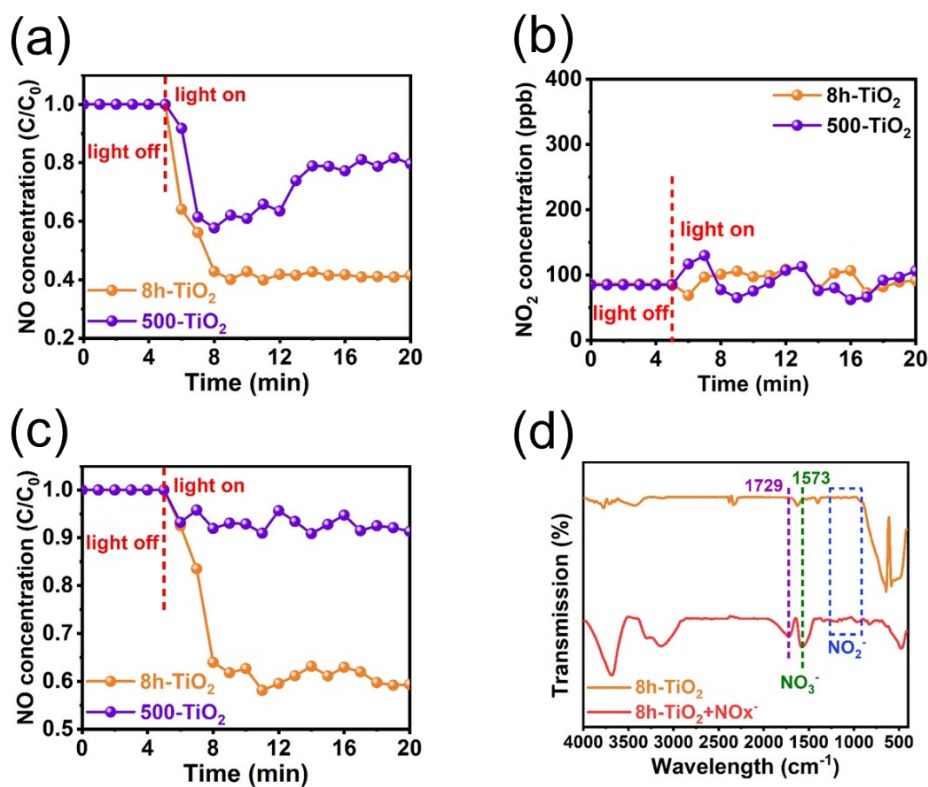 (a)
NO concentration (C/C₀)
1.0
0.8
0.6
0.4
0.2
light on
light off
8h-TiO₂
500-TiO₂
0 4 8 12 16 20
Time (min)
(b)
NO₂ concentration (ppb)
400
300
200
100
0
8h-TiO₂
500-TiO₂
light on
light off
0 4 8 12 16 20
Time (min)
(c)
NO concentration (C/C₀)
1.0
0.9
0.8
0.7
0.6
0.5
light on
light off
8h-TiO₂
500-TiO₂
0 4 8 12 16 20
Time (min)
(d)
Transmission (%)
1729 1573
NO₂⁻
NO₃⁻
8h-TiO₂
8h-TiO₂+NOx⁻
4000 3500 3000 2000 1500 1000 500
Wavelength (cm⁻¹)